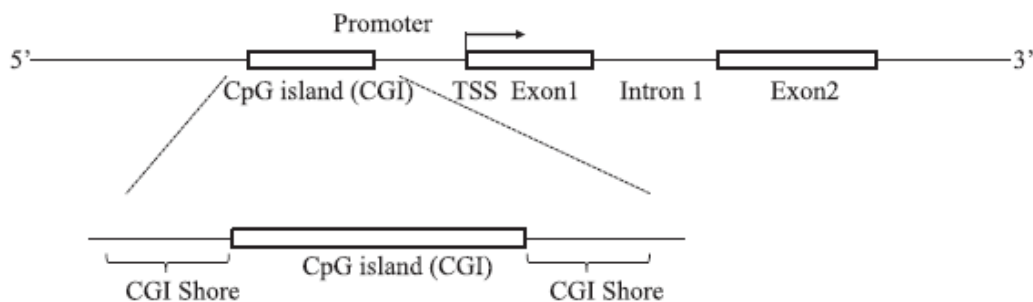 Promoter
5’ 3’
CpG island (CGI) TSS Exon1 Intron 1 Exon2
CpG island (CGI)
CGI Shore CGI Shore